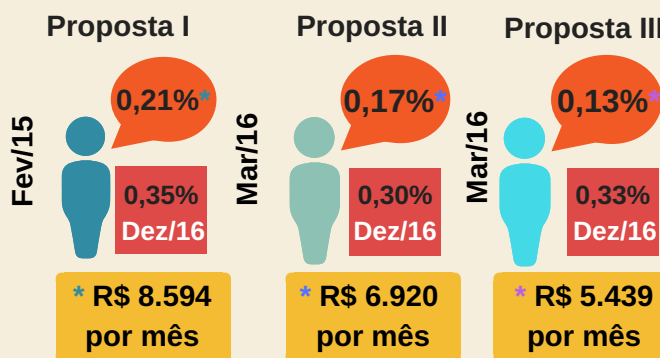 Proposta I
Fev/15
0,21%*
0,35%
Dez/16
* R$ 8.594
por mês
Proposta II
Mar/16
0,17%*
0,30%
Dez/16
* R$ 6.920
por mês
Proposta III
Mar/16
0,13%*
0,33%
Dez/16
* R$ 5.439
por mês